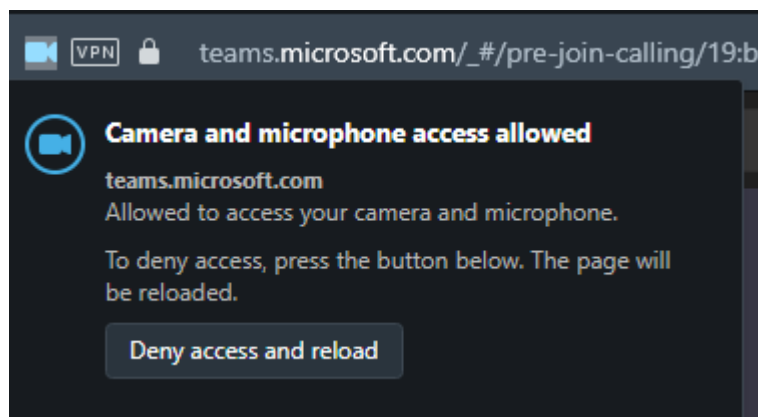 VPN teams.microsoft.com/_#/pre-join-calling/19:b
Camera and microphone access allowed
teams.microsoft.com
Allowed to access your camera and microphone.
To deny access, press the button below. The page will
be reloaded.
Deny access and reload